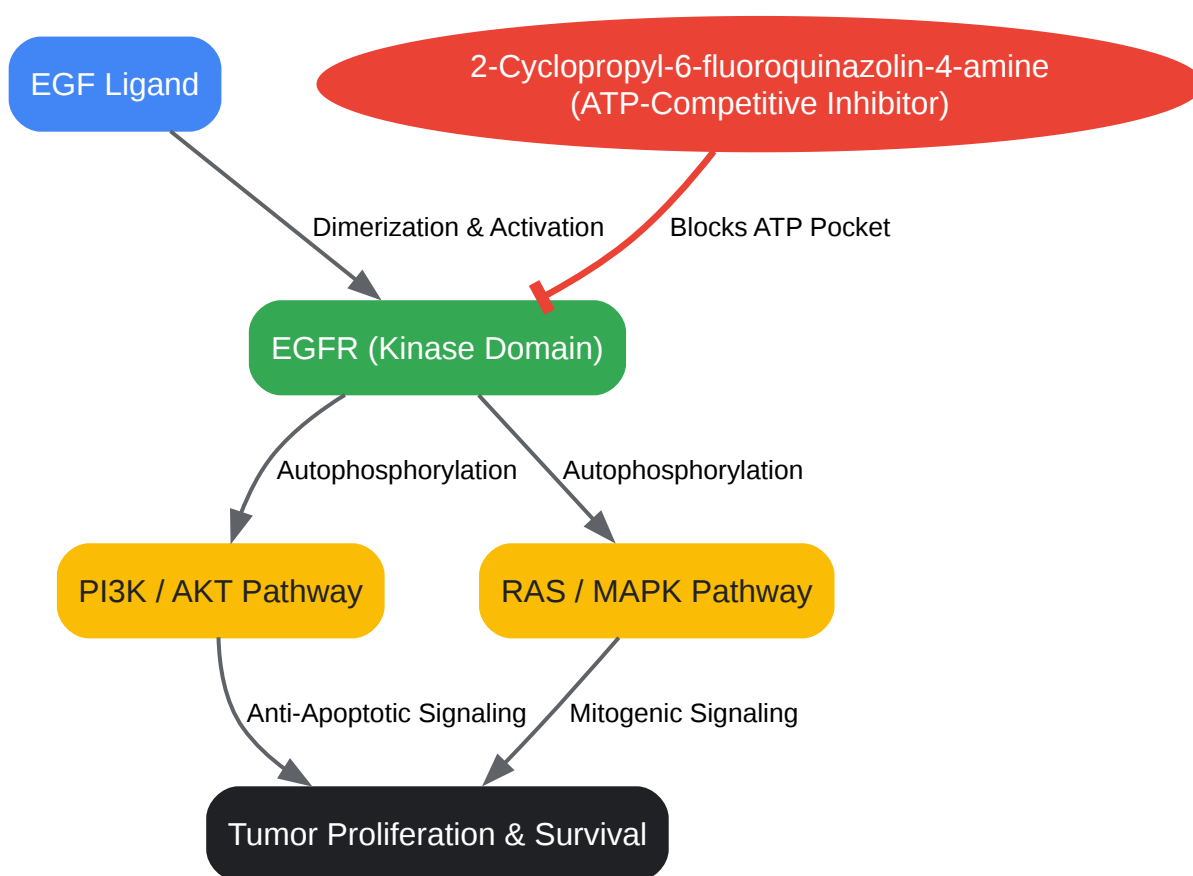 EGF Ligand
2-Cyclopropyl-6-fluoroquinazolin-4-amine
(ATP-Competitive Inhibitor)
Dimerization & Activation
Blocks ATP Pocket
EGFR (Kinase Domain)
Autophosphorylation
Autophosphorylation
PI3K / AKT Pathway
RAS / MAPK Pathway
Anti-Apoptotic Signaling
Mitogenic Signaling
Tumor Proliferation & Survival